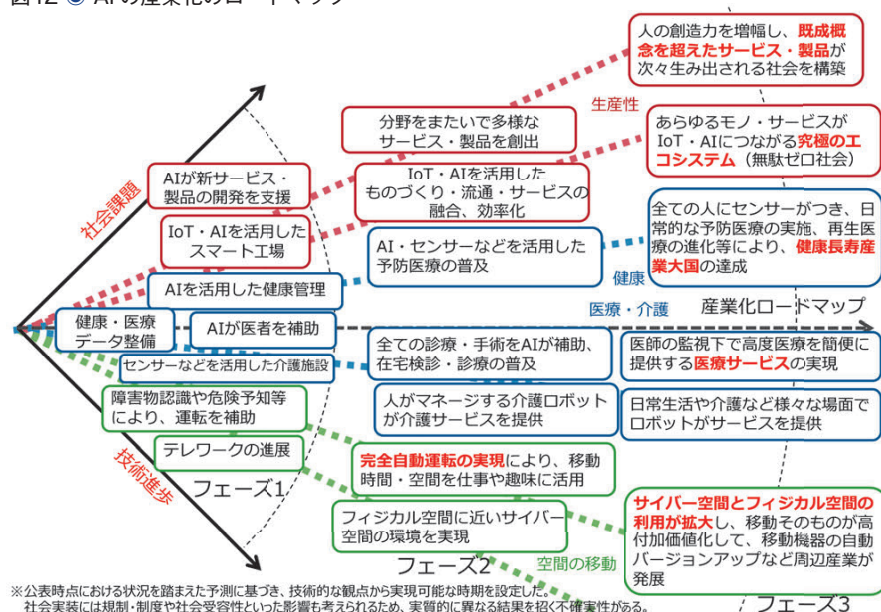 図12 ● AIの産業化のロードマップ
人の創造力を増幅し、既成概
念を超えたサービス・製品が
次々生み出される社会を構築
生産性
分野をまたいで多様な
サービス・製品を創出
あらゆるモノ・サービスが
IoT・AIにつながる究極のエ
コシステム（無駄ゼロ社会）
社会課題
AIが新サービス・
製品の開発を支援
IoT・AIを活用した
ものづくり・流通・サービスの
融合、効率化
IoT・AIを活用した
スマート工場
AI・センサーなどを活用した
予防医療の普及
全ての人にセンサーがつき、日
常的な予防医療の実施、再生医
療の進化等により、健康長寿産
業大国の達成
健康
AIを活用した健康管理
医療・介護
産業化ロードマップ
健康・医療
データ整備
AIが医者を補助
全ての診療・手術をAIが補助、
在宅検診・診療の普及
医師の監視下で高度医療を簡便に
提供する医療サービスの実現
センサーなどを活用した介護施設
人がマネージする介護ロボット
が介護サービスを提供
日常生活や介護など様々な場面で
ロボットがサービスを提供
障害物認識や危険予知等
により、運転を補助
テレワークの進展
技術進歩
フェーズ1
完全自動運転の実現により、移動
時間・空間を仕事や趣味に活用
フィジカル空間に近いサイバー
空間の環境を実現
サイバー空間とフィジカル空間の
利用が拡大し、移動そのものが高
付加価値化して、移動機器の自動
バージョンアップなど周辺産業が
発展
フェーズ2
空間の移動
フェーズ3
※公表時点における状況を踏まえた予測に基づき、技術的な観点から実現可能な時期を設定した。
社会実装には規制・制度や社会受容性といった影響も考えられるため、実質的に異なる結果を招く不確実性がある。